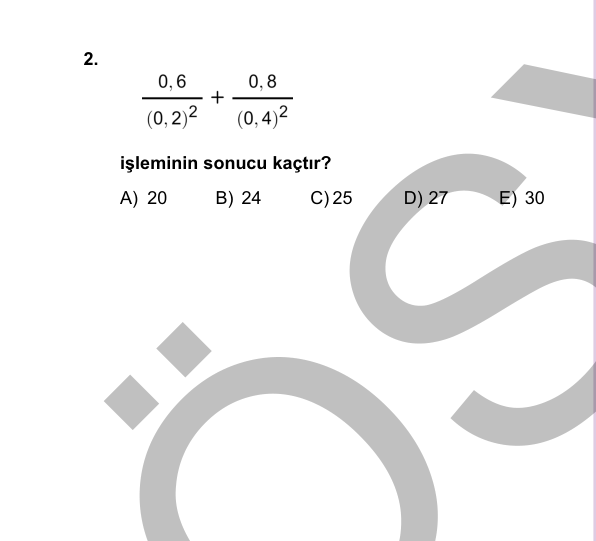 2.
0,6/(0,2)² + 0,8/(0,4)²
işleminin sonucu kaçtır?
A) 20 B) 24 C) 25 D) 27 E) 30